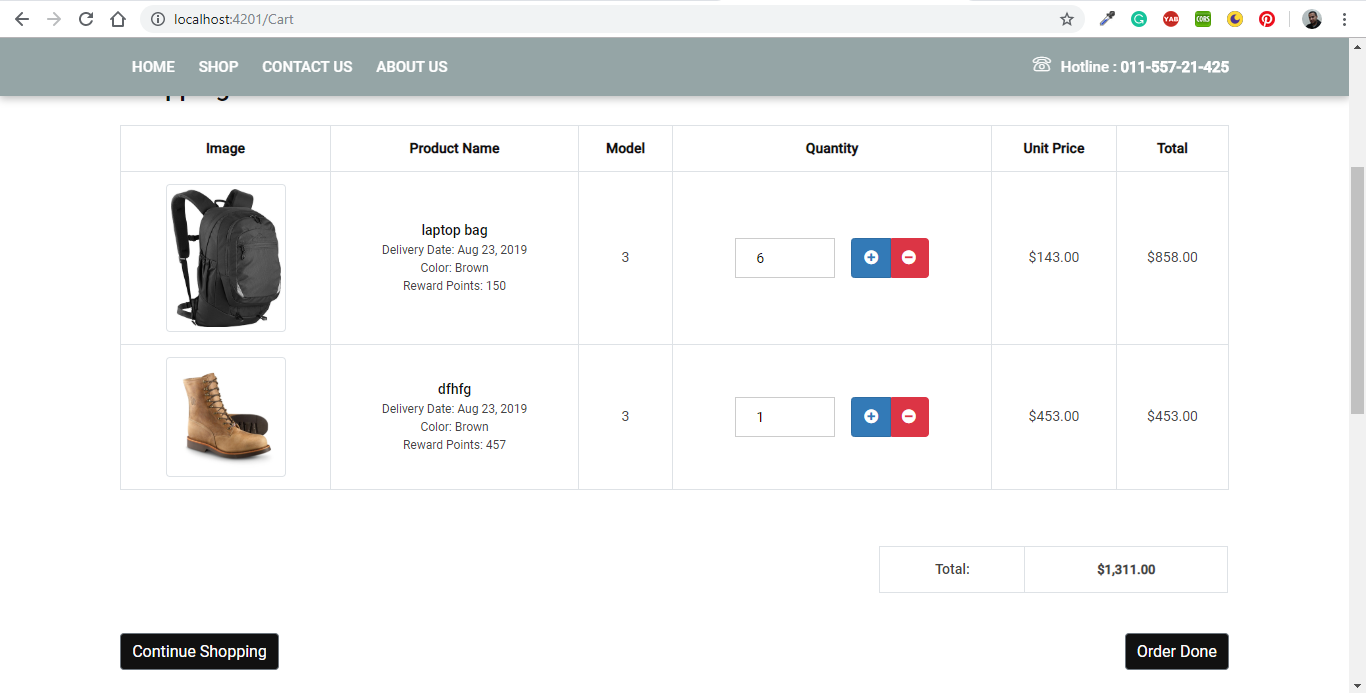 localhost:4201/Cart
YAB
CORS
HOME SHOP CONTACT US ABOUT US Hotline : 011-557-21-425
Image Product Name Model Quantity Unit Price Total
laptop bag
Delivery Date: Aug 23, 2019
Color: Brown
Reward Points: 150
3 6 $143.00 $858.00
dfhfg
Delivery Date: Aug 23, 2019
Color: Brown
Reward Points: 457
3 1 $453.00 $453.00
Total: $1,311.00
Continue Shopping Order Done